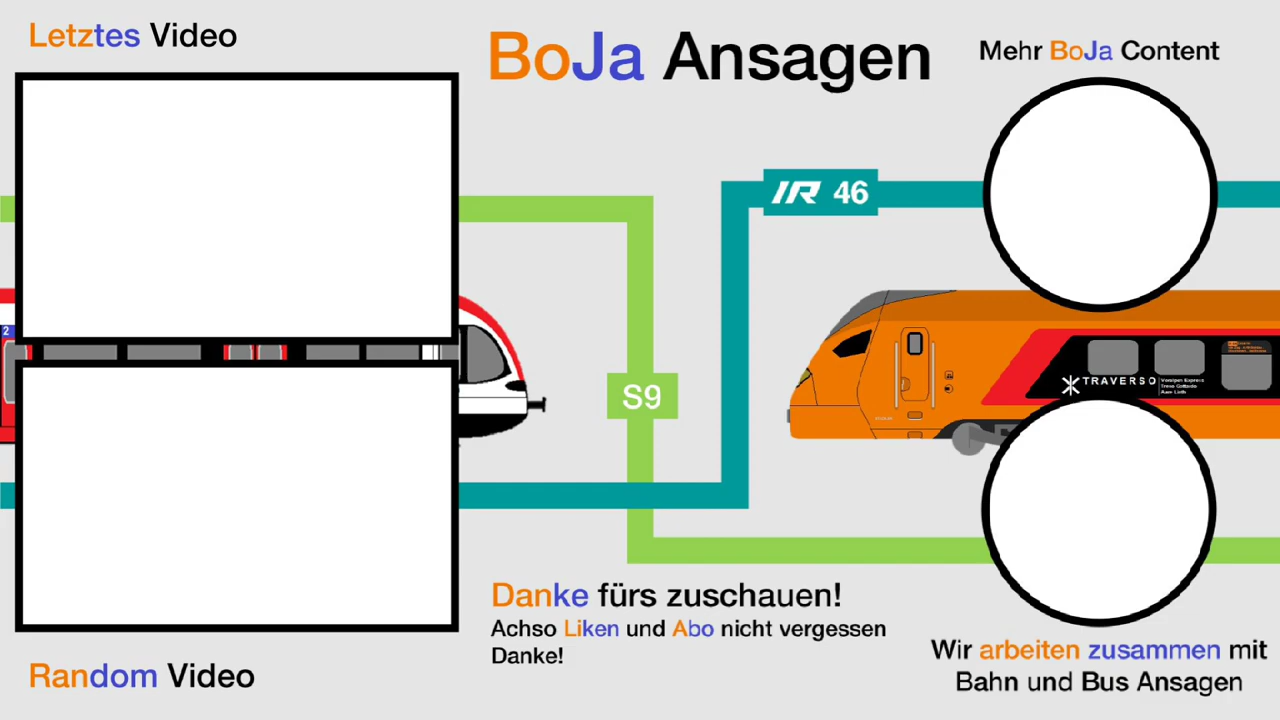 Letztes Video
BoJa Ansagen
Mehr BoJa Content
IR 46
2
S9
TRAVERSO
Danke fürs zuschauen!
Achso Liken und Abo nicht vergessen
Danke!
Wir arbeiten zusammen mit
Bahn und Bus Ansagen
Random Video